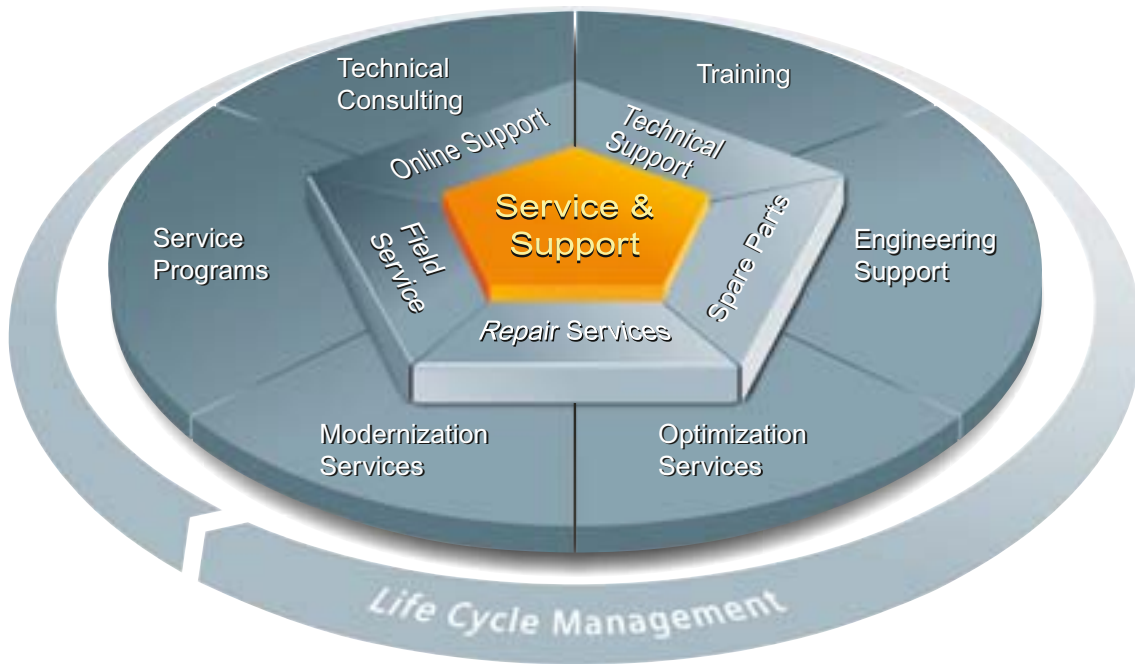 Technical
Consulting
Training
Online Support
Technical
Support
Service &
Support
Service
Programs
Field
Service
Spare Parts
Engineering
Support
Repair Services
Modernization
Services
Optimization
Services
Life Cycle Management